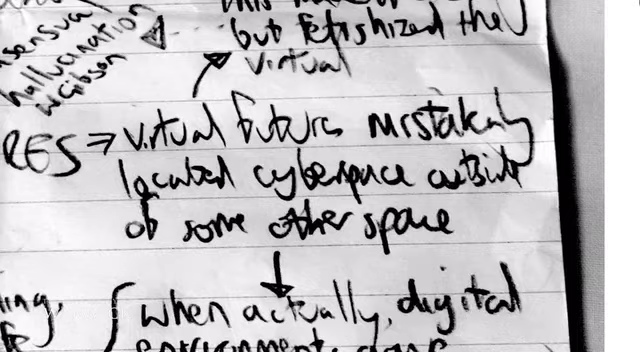 but fetishized the
virtual
hallucination
w Gibson
RES → virtual futures mistakenly
located cyberspace outside
of some other space
when actually, digital